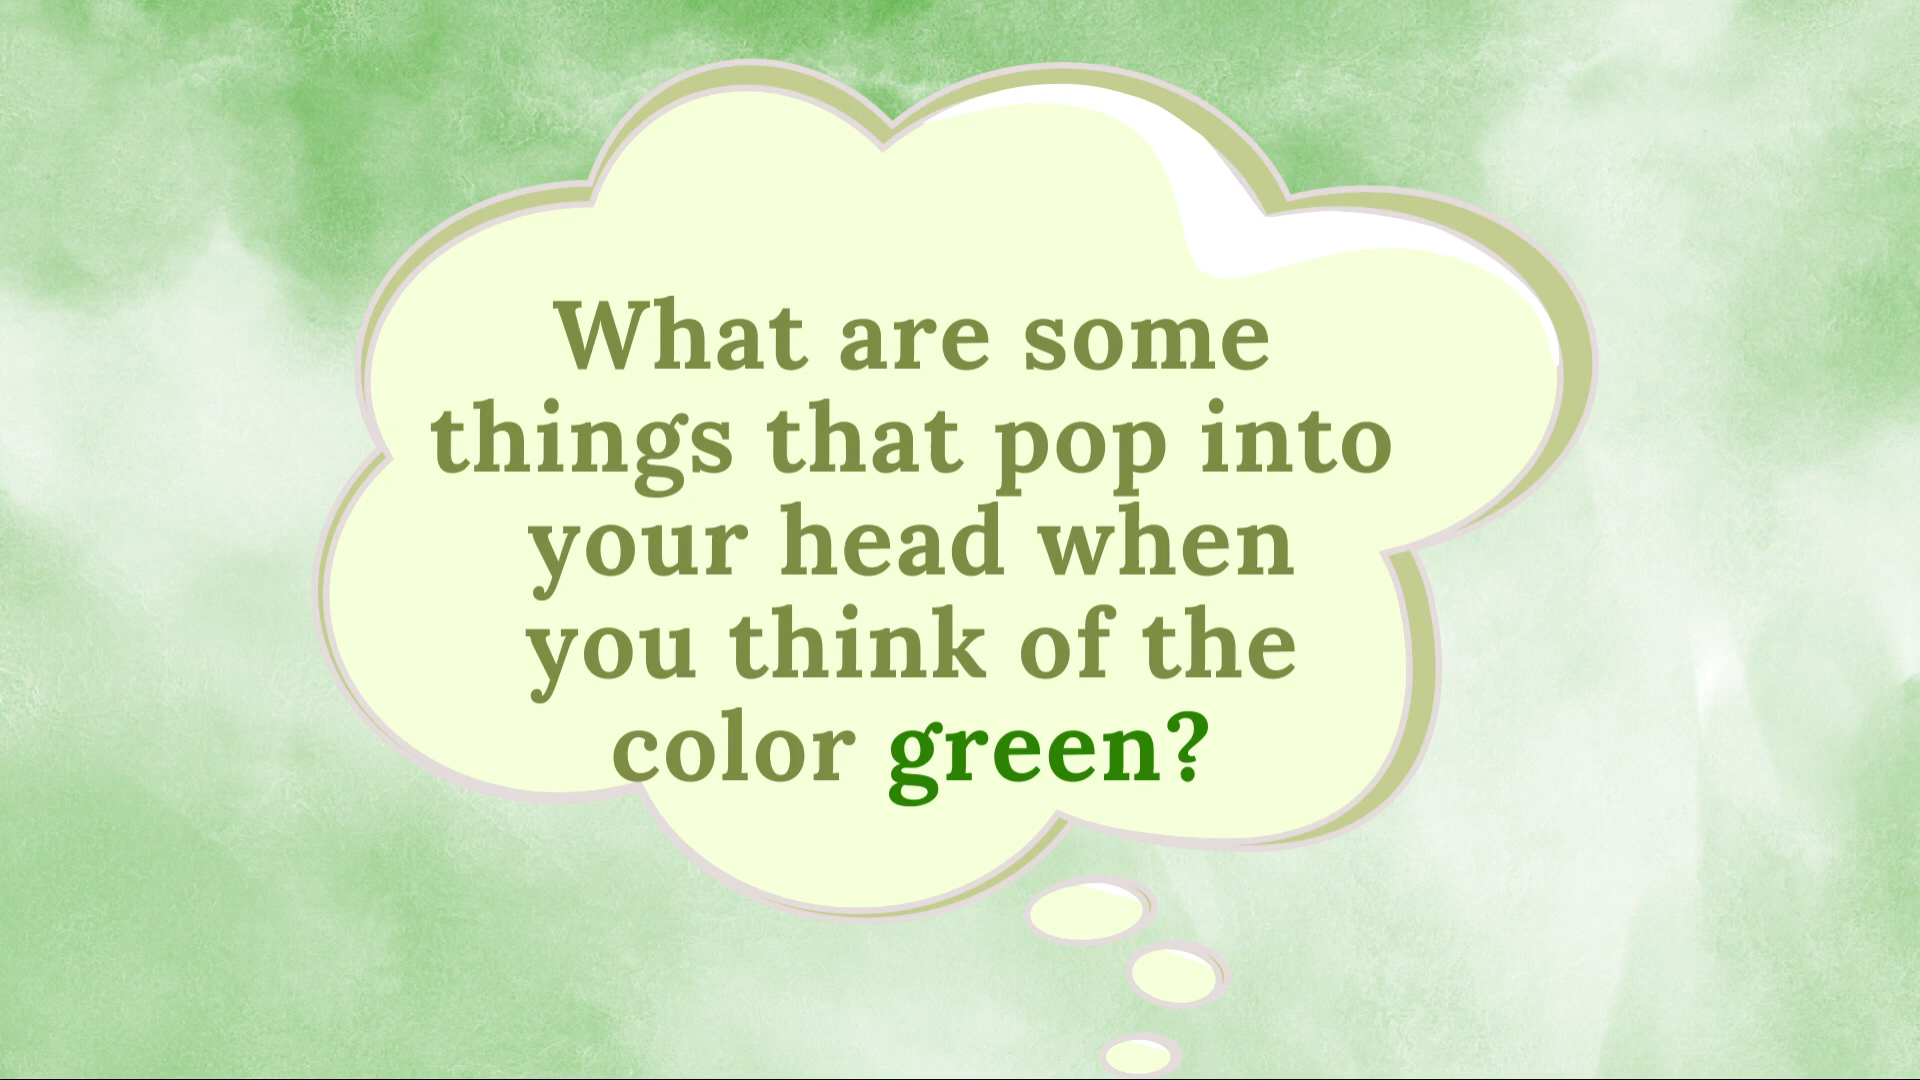 What are some
things that pop into
your head when
you think of the
color green?